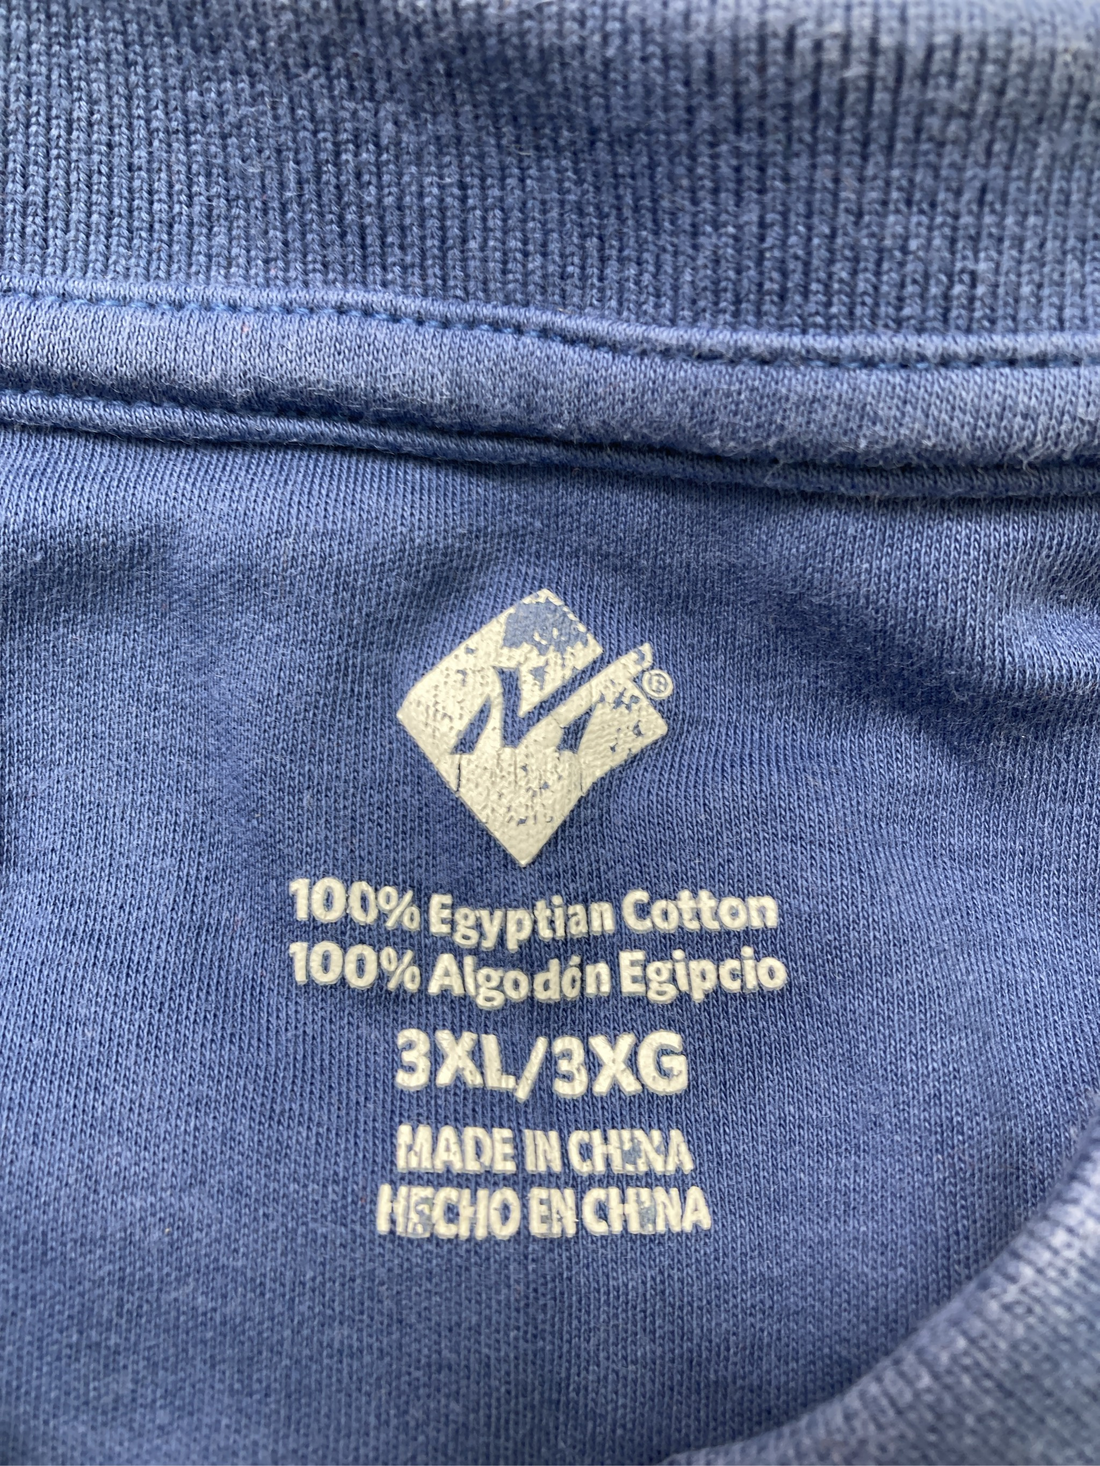 ®
100% Egyptian Cotton
100% Algodón Egipcio
3XL/3XG
MADE IN CHINA
HECHO EN CHINA